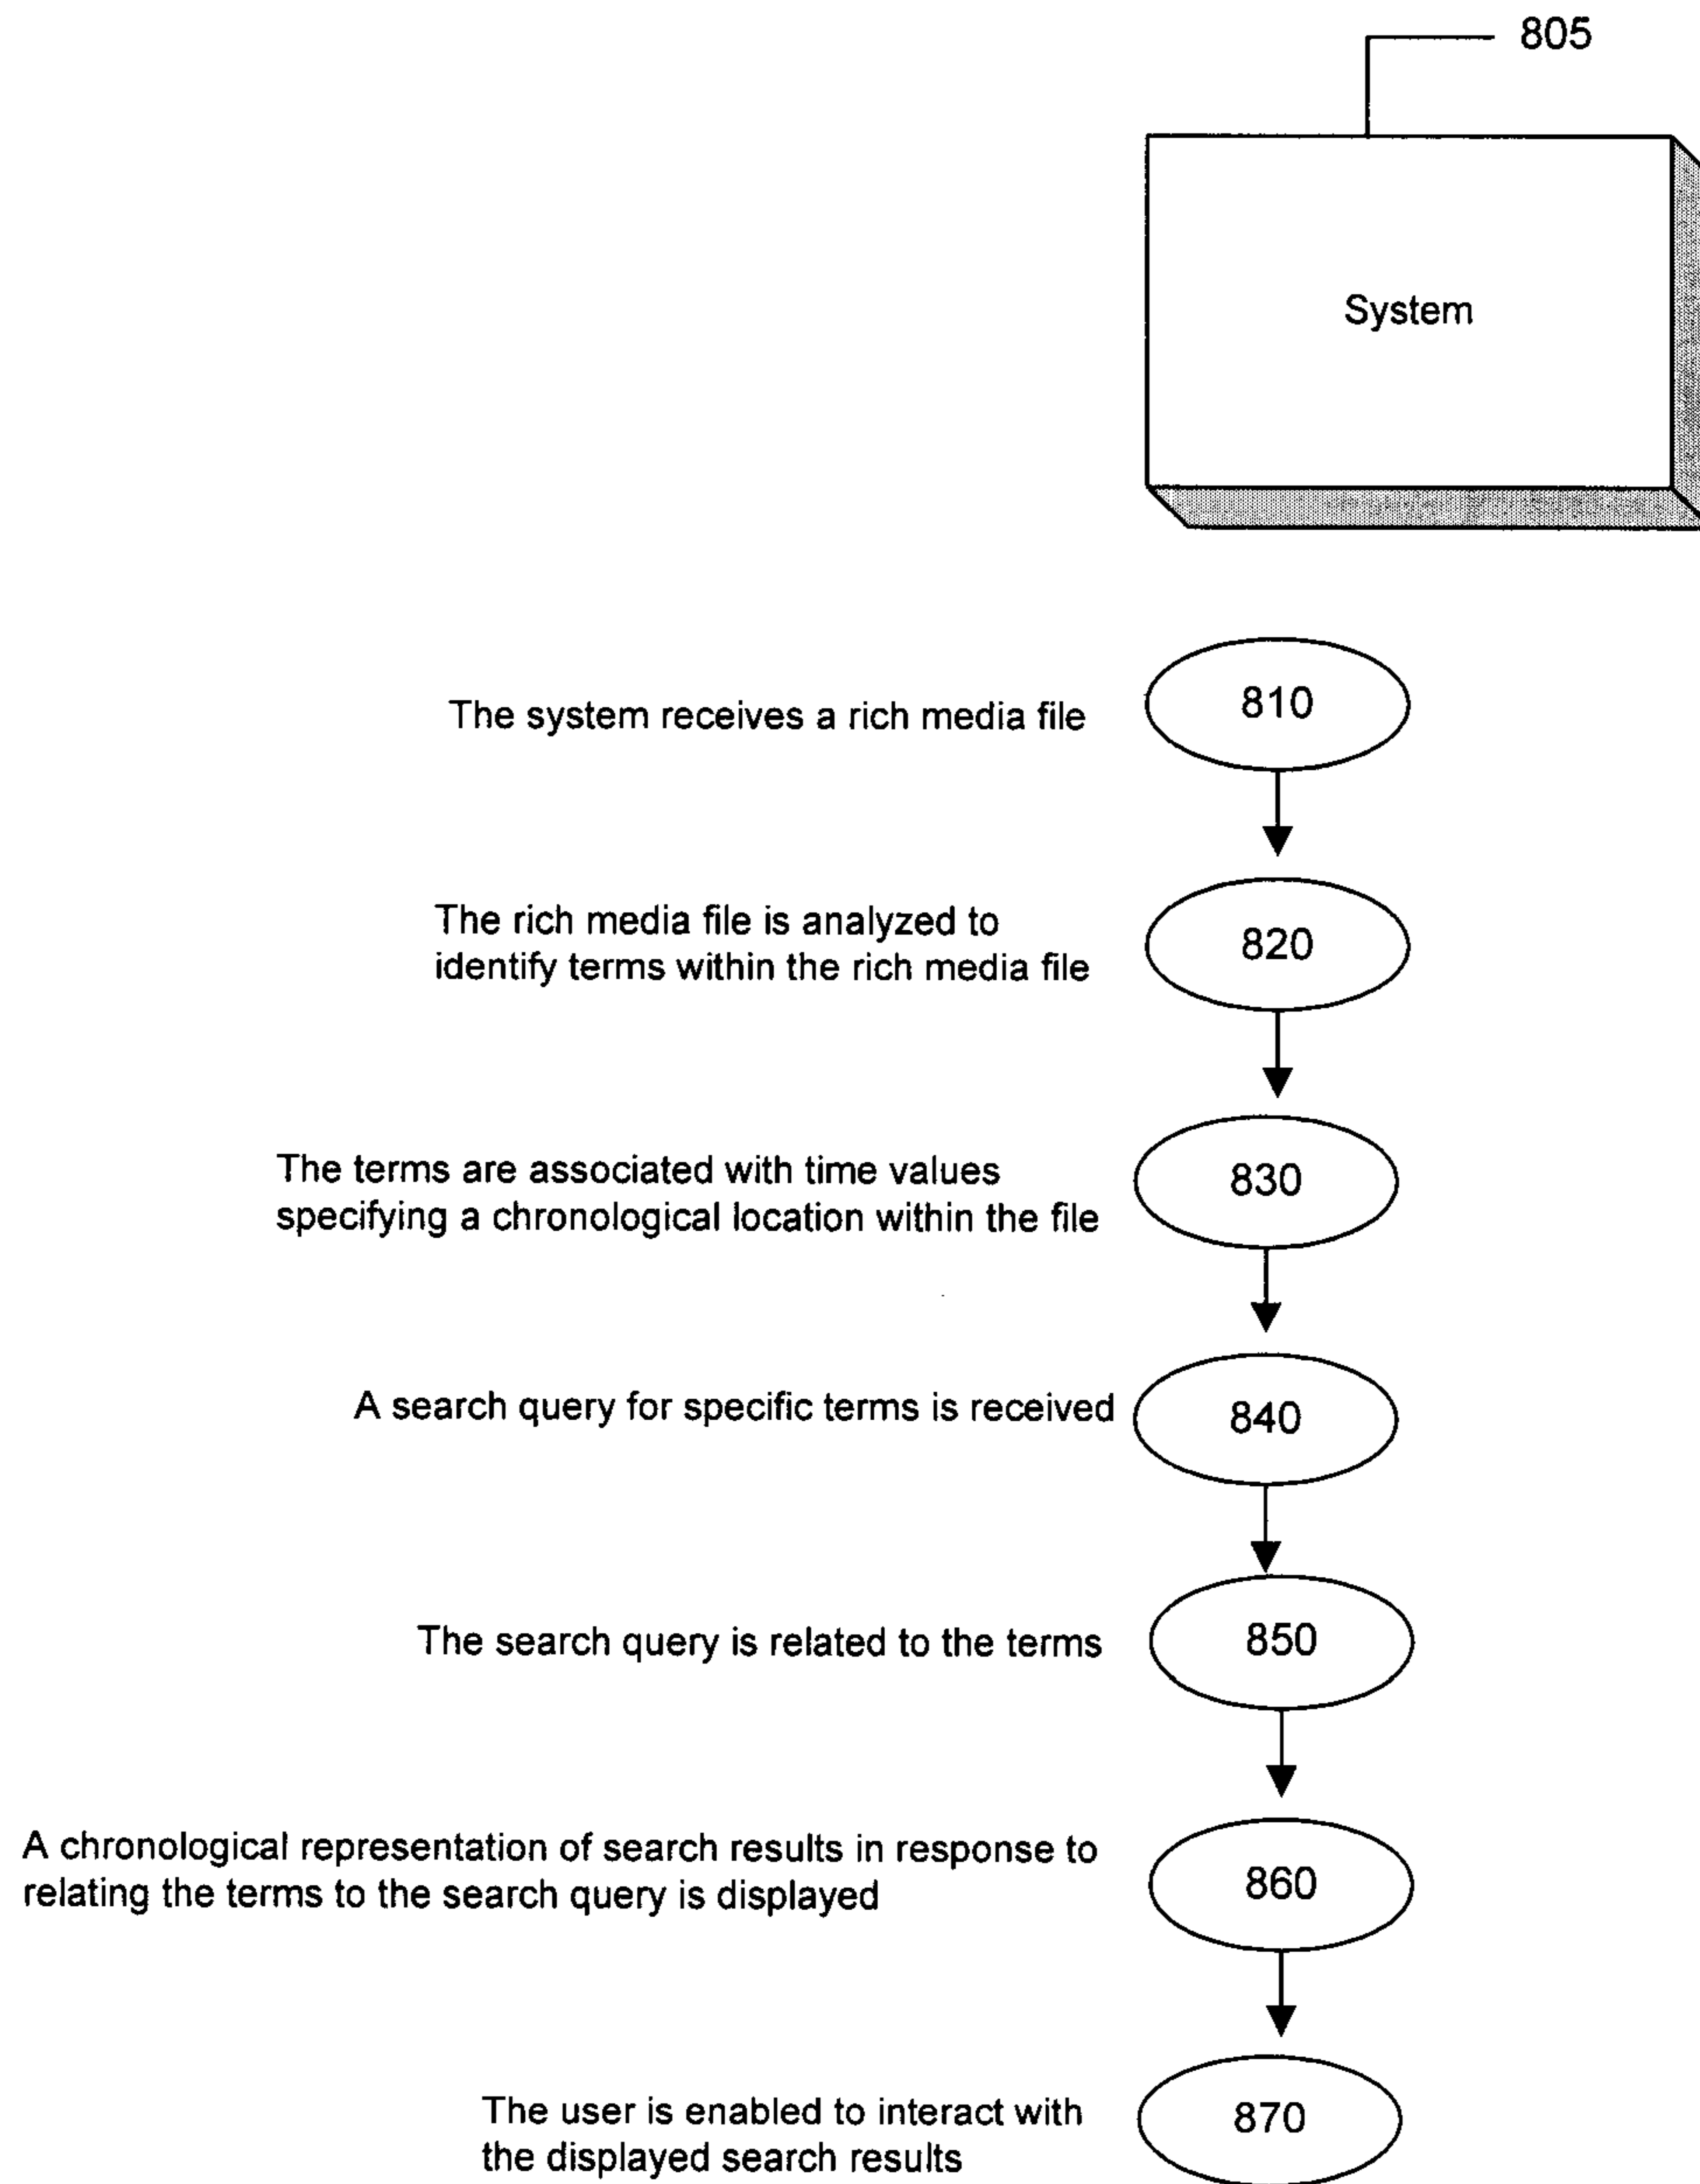 805
System
The system receives a rich media file
810
The rich media file is analyzed to
identify terms within the rich media file
820
The terms are associated with time values
specifying a chronological location within the file
830
A search query for specific terms is received
840
The search query is related to the terms
850
A chronological representation of search results in response to
relating the terms to the search query is displayed
860
The user is enabled to interact with
the displayed search results
870